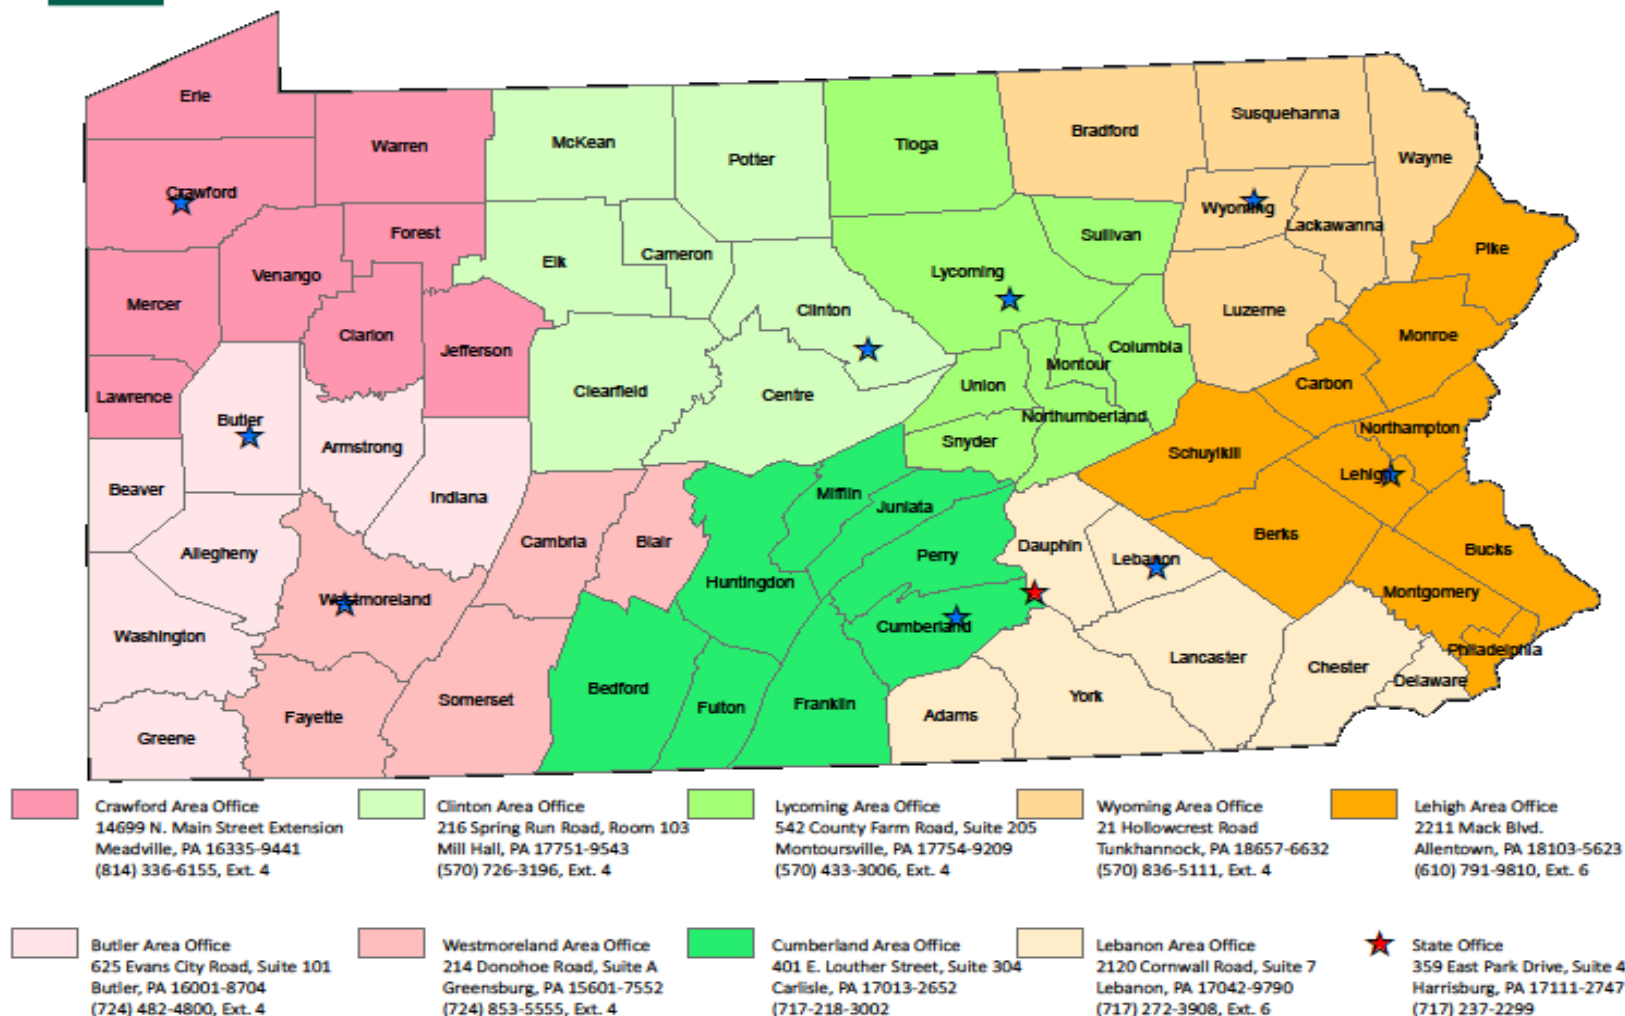 Erie
Warren
McKean
Potter
Tioga
Bradford
Susquehanna
Wayne
Crawford
Forest
Elk
Cameron
Sullivan
Wyoming
Lackawanna
Pike
Venango
Mercer
Clarion
Jefferson
Clinton
Lycoming
Luzerne
Monroe
Lawrence
Butler
Armstrong
Clearfield
Centre
Union
Montour
Columbia
Carbon
Northumberland
Northampton
Snyder
Schuylkill
Lehigh
Beaver
Indiana
Mifflin
Juniata
Allegheny
Cambria
Blair
Huntingdon
Perry
Dauphin
Lebanon
Berks
Bucks
Montgomery
Westmoreland
Washington
Cumberland
Lancaster
Chester
Philadelphia
Delaware
Greene
Fayette
Somerset
Bedford
Fulton
Franklin
Adams
York
Crawford Area Office
14699 N. Main Street Extension
Meadville, PA 16335-9441
(814) 336-6155, Ext. 4
Clinton Area Office
216 Spring Run Road, Room 103
Mill Hall, PA 17751-9543
(570) 726-3196, Ext. 4
Lycoming Area Office
542 County Farm Road, Suite 205
Montoursville, PA 17754-9209
(570) 433-3006, Ext. 4
Wyoming Area Office
21 Hollowcrest Road
Tunkhannock, PA 18657-6632
(570) 836-5111, Ext. 4
Lehigh Area Office
2211 Mack Blvd.
Allentown, PA 18103-5623
(610) 791-9810, Ext. 6
Butler Area Office
625 Evans City Road, Suite 101
Butler, PA 16001-8704
(724) 482-4800, Ext. 4
Westmoreland Area Office
214 Donohoe Road, Suite A
Greensburg, PA 15601-7552
(724) 853-5555, Ext. 4
Cumberland Area Office
401 E. Louther Street, Suite 304
Carlisle, PA 17013-2652
(717-218-3002
Lebanon Area Office
2120 Cornwall Road, Suite 7
Lebanon, PA 17042-9790
(717) 272-3908, Ext. 6
State Office
359 East Park Drive, Suite 4
Harrisburg, PA 17111-2747
(717) 237-2299